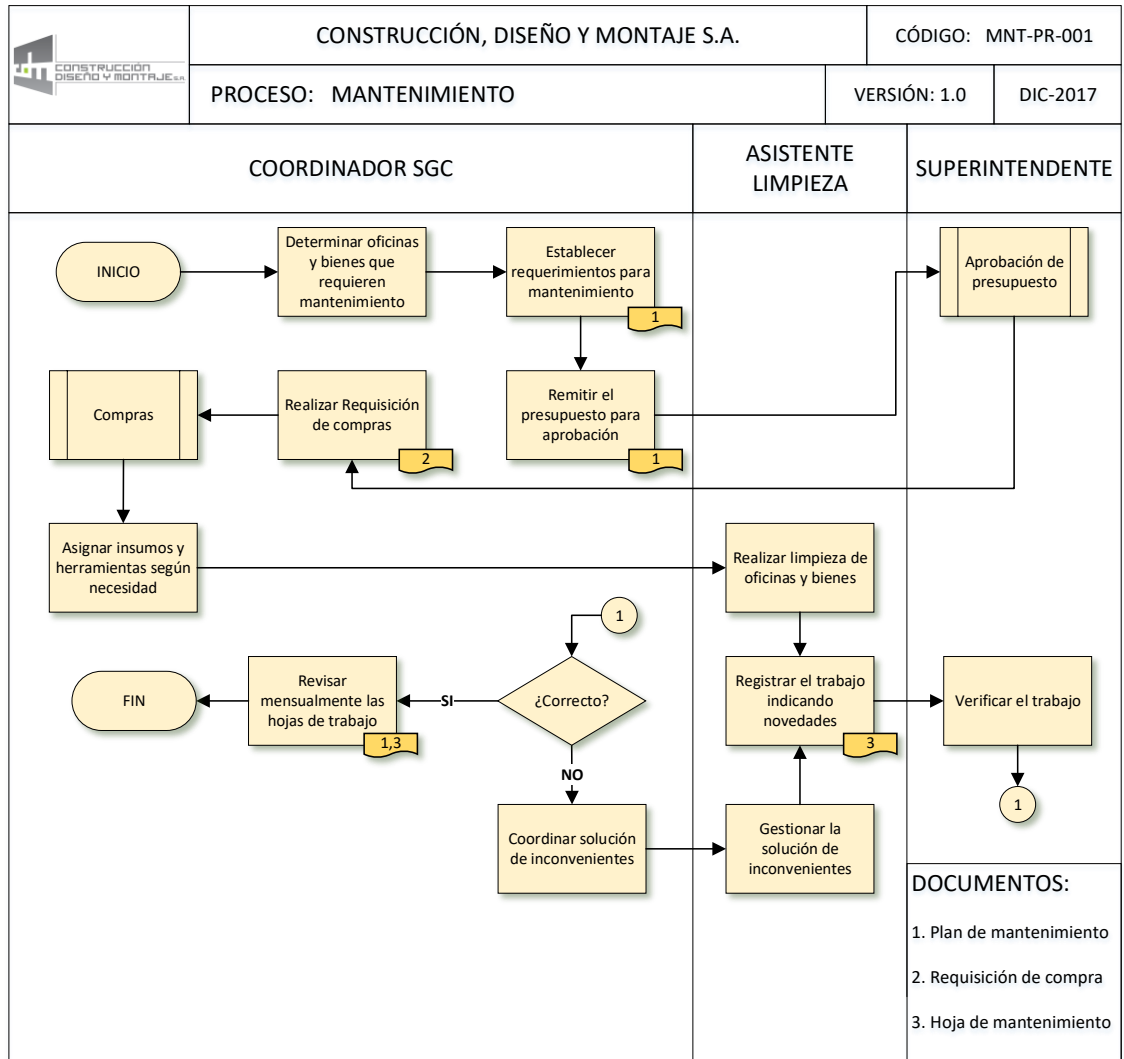 CONSTRUCCIÓN
DISEÑO Y MONTAJE S.A.
CONSTRUCCIÓN, DISEÑO Y MONTAJE S.A.
CÓDIGO: MNT-PR-001
PROCESO: MANTENIMIENTO
VERSIÓN: 1.0
DIC-2017
COORDINADOR SGC
ASISTENTE
LIMPIEZA
SUPERINTENDENTE
INICIO
Determinar oficinas
y bienes que
requieren
mantenimiento
Establecer
requerimientos para
mantenimiento
1
Aprobación de
presupuesto
Compras
Realizar Requisición
de compras
2
Remitir el
presupuesto para
aprobación
1
Asignar insumos y
herramientas según
necesidad
Realizar limpieza de
oficinas y bienes
1
FIN
Revisar
mensualmente las
hojas de trabajo
1,3
SI
¿Correcto?
NO
Registrar el trabajo
indicando
novedades
3
Verificar el trabajo
1
Coordinar solución
de inconvenientes
Gestionar la
solución de
inconvenientes
DOCUMENTOS:
1. Plan de mantenimiento
2. Requisición de compra
3. Hoja de mantenimiento